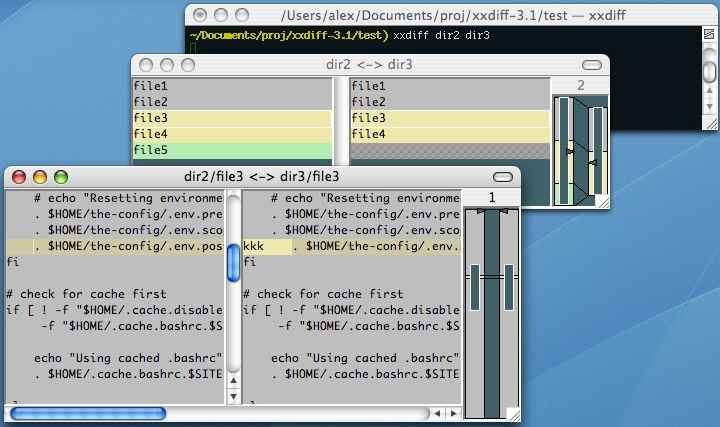 /Users/alex/Documents/proj/xxdiff-3.1/test — xxdiff
~/Documents/proj/xxdiff-3.1/test) xxdiff dir2 dir3
dir2 <-> dir3
file1
file2
file3
file4
file5
file1
file2
file3
file4
2
dir2/file3 <-> dir3/file3
# echo "Resetting environme
. $HOME/the-config/.env.pre
. $HOME/the-config/.env.sco
. $HOME/the-config/.env.pos
fi
# check for cache first
if [ ! -f "$HOME/.cache.disable
-f "$HOME/.cache.bashrc.$S
echo "Using cached .bashrc"
. $HOME/.cache.bashrc.$SITE
# echo "Resetting environme
. $HOME/the-config/.env.pre
. $HOME/the-config/.env.sco
kkk . $HOME/the-config/.env.
fi
# check for cache first
if [ ! -f "$HOME/.cache.disable
-f "$HOME/.cache.bashrc.$S
echo "Using cached .bashrc"
. $HOME/.cache.bashrc.$SITE
1